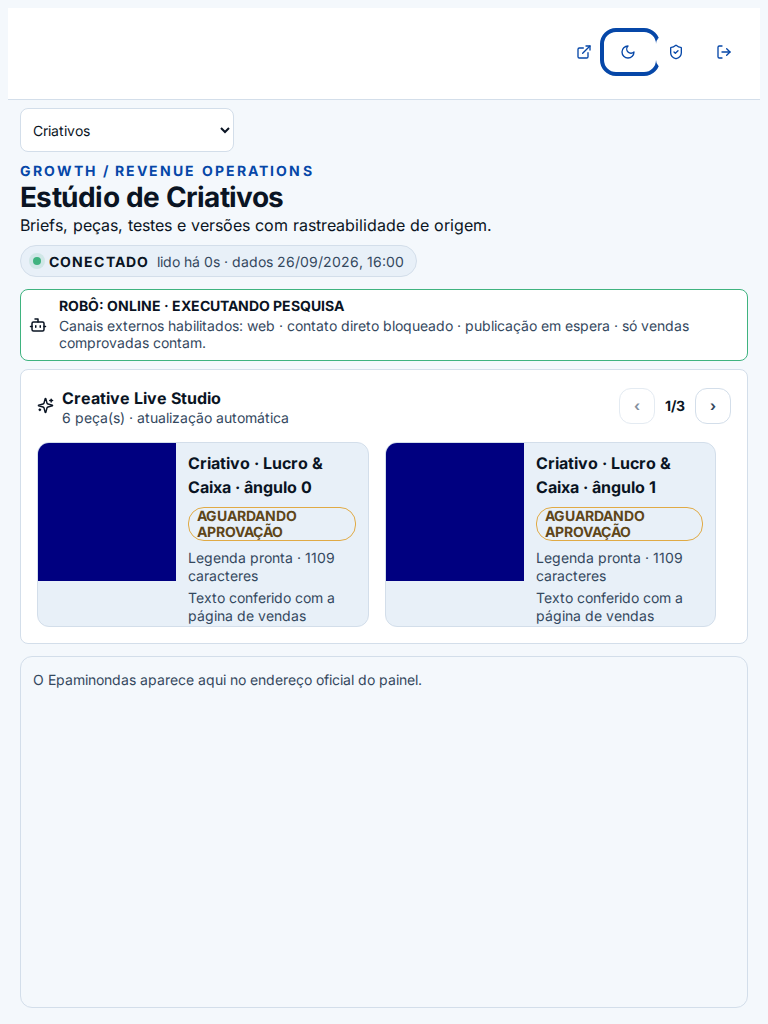 Criativos
GROWTH / REVENUE OPERATIONS
Estúdio de Criativos
Briefs, peças, testes e versões com rastreabilidade de origem.
CONECTADO lido há 0s · dados 26/09/2026, 16:00
ROBÔ: ONLINE · EXECUTANDO PESQUISA
Canais externos habilitados: web · contato direto bloqueado · publicação em espera · só vendas
comprovadas contam.
Creative Live Studio
6 peça(s) · atualização automática
‹ 1/3 ›
Criativo · Lucro &
Caixa · ângulo 0
AGUARDANDO
APROVAÇÃO
Legenda pronta · 1109
caracteres
Texto conferido com a
página de vendas
Criativo · Lucro &
Caixa · ângulo 1
AGUARDANDO
APROVAÇÃO
Legenda pronta · 1109
caracteres
Texto conferido com a
página de vendas
O Epaminondas aparece aqui no endereço oficial do painel.